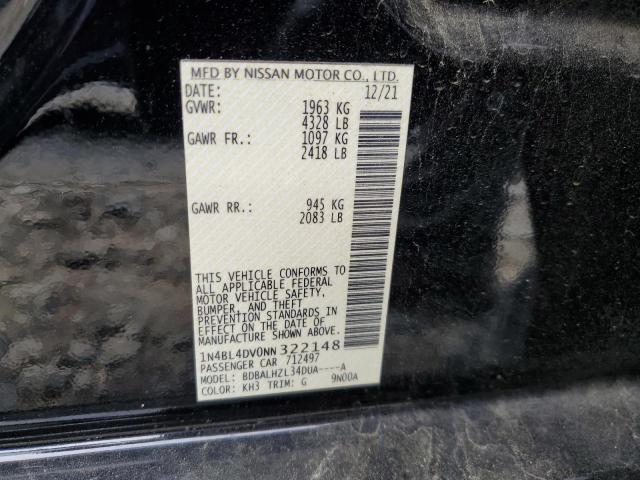 MFD BY NISSAN MOTOR CO., LTD.
DATE: 12/21
GVWR: 1963 KG
4328 LB
GAWR FR.: 1097 KG
2418 LB
GAWR RR.: 945 KG
2083 LB
THIS VEHICLE CONFORMS TO
ALL APPLICABLE FEDERAL
MOTOR VEHICLE SAFETY,
BUMPER, AND THEFT
PREVENTION STANDARDS IN
EFFECT ON THE DATE OF
MANUFACTURE SHOWN ABOVE.
1N4BL4DV0NN322148
PASSENGER CAR 712497
MODEL: BDBALHZL34DUA----A
COLOR: KH3 TRIM: G 9N00A